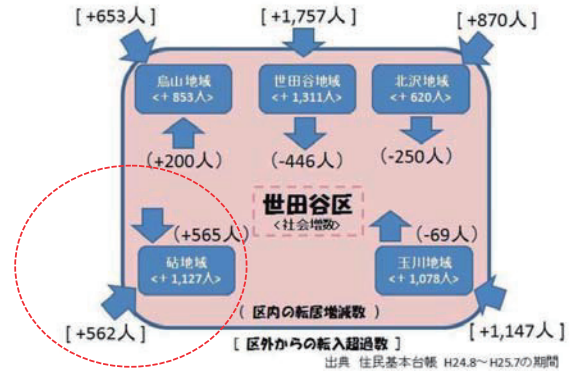 [+653人]
[+1,757人]
[+870人]
烏山地域
<+ 853人>
世田谷地域
<+ 1,311人>
北沢地域
<+ 620人>
(+200人)
(-446人)
(-250人)
世田谷区
<社会増数>
(+565人)
(-69人)
砧地域
<+ 1,127人>
玉川地域
<+ 1,078人>
( 区内の転居増減数 )
[+562人]
[ 区外からの転入超過数 ]
[+1,147人]
出典 住民基本台帳 H24.8～H25.7の期間